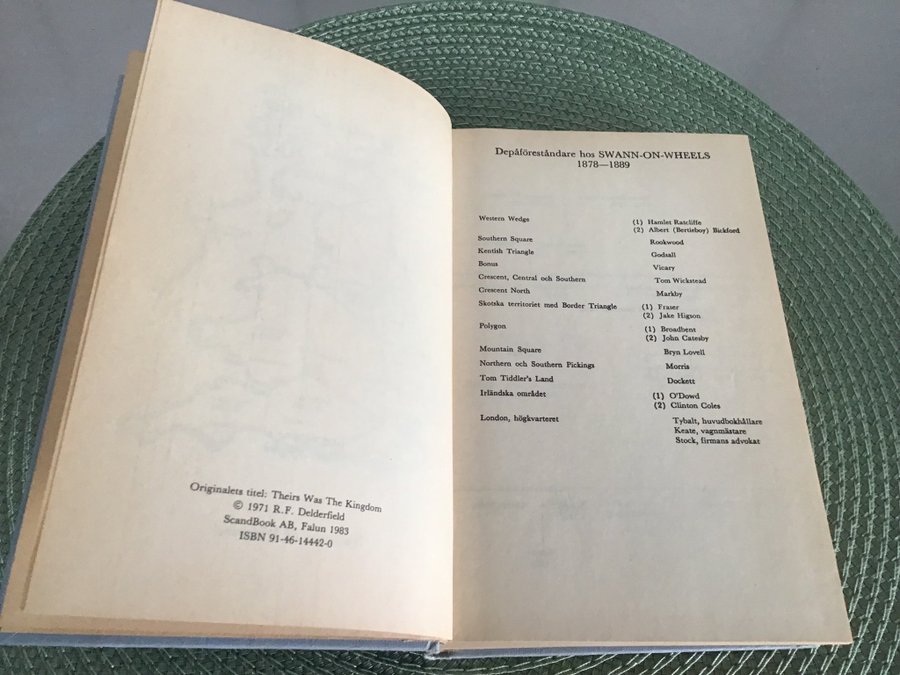 Originalets titel: Theirs Was The Kingdom
© 1971 R.F. Delderfield
ScandBook AB, Falun 1983
ISBN 91-46-14442-0
Depåföreståndare hos SWANN-ON-WHEELS
1878—1889
Western Wedge (1) Hamlet Ratcliffe
(2) Albert (Bertieboy) Bickford
Southern Square Rookwood
Kentish Triangle Godsall
Bonus Vicary
Crescent, Central och Southern Tom Wickstead
Crescent North Markby
Skotska territoriet med Border Triangle (1) Fraser
(2) Jake Higson
Polygon (1) Broadbent
(2) John Catesby
Mountain Square Bryn Lovell
Northern och Southern Pickings Morris
Tom Tiddler's Land Dockett
Irländska området (1) O'Dowd
(2) Clinton Coles
London, högkvarteret Tybalt, huvudbokhållare
Keate, vagnmästare
Stock, firmans advokat